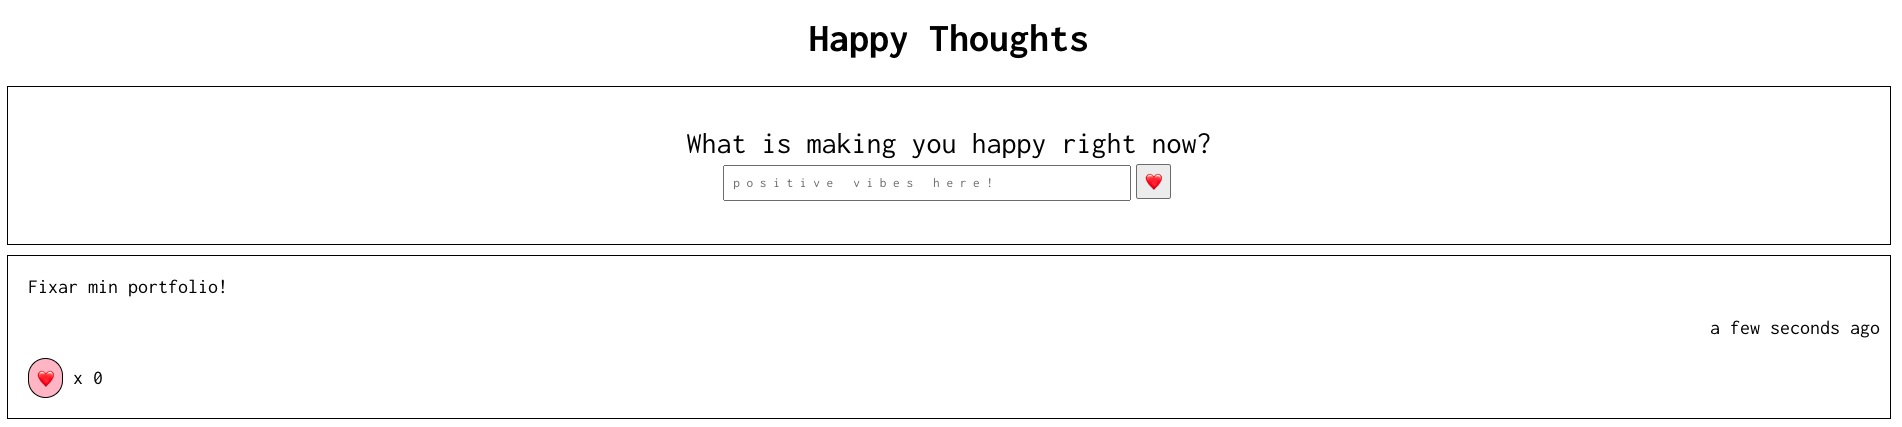 Happy Thoughts
What is making you happy right now?
positive vibes here! ❤️
Fixar min portfolio!
a few seconds ago
❤️ x 0